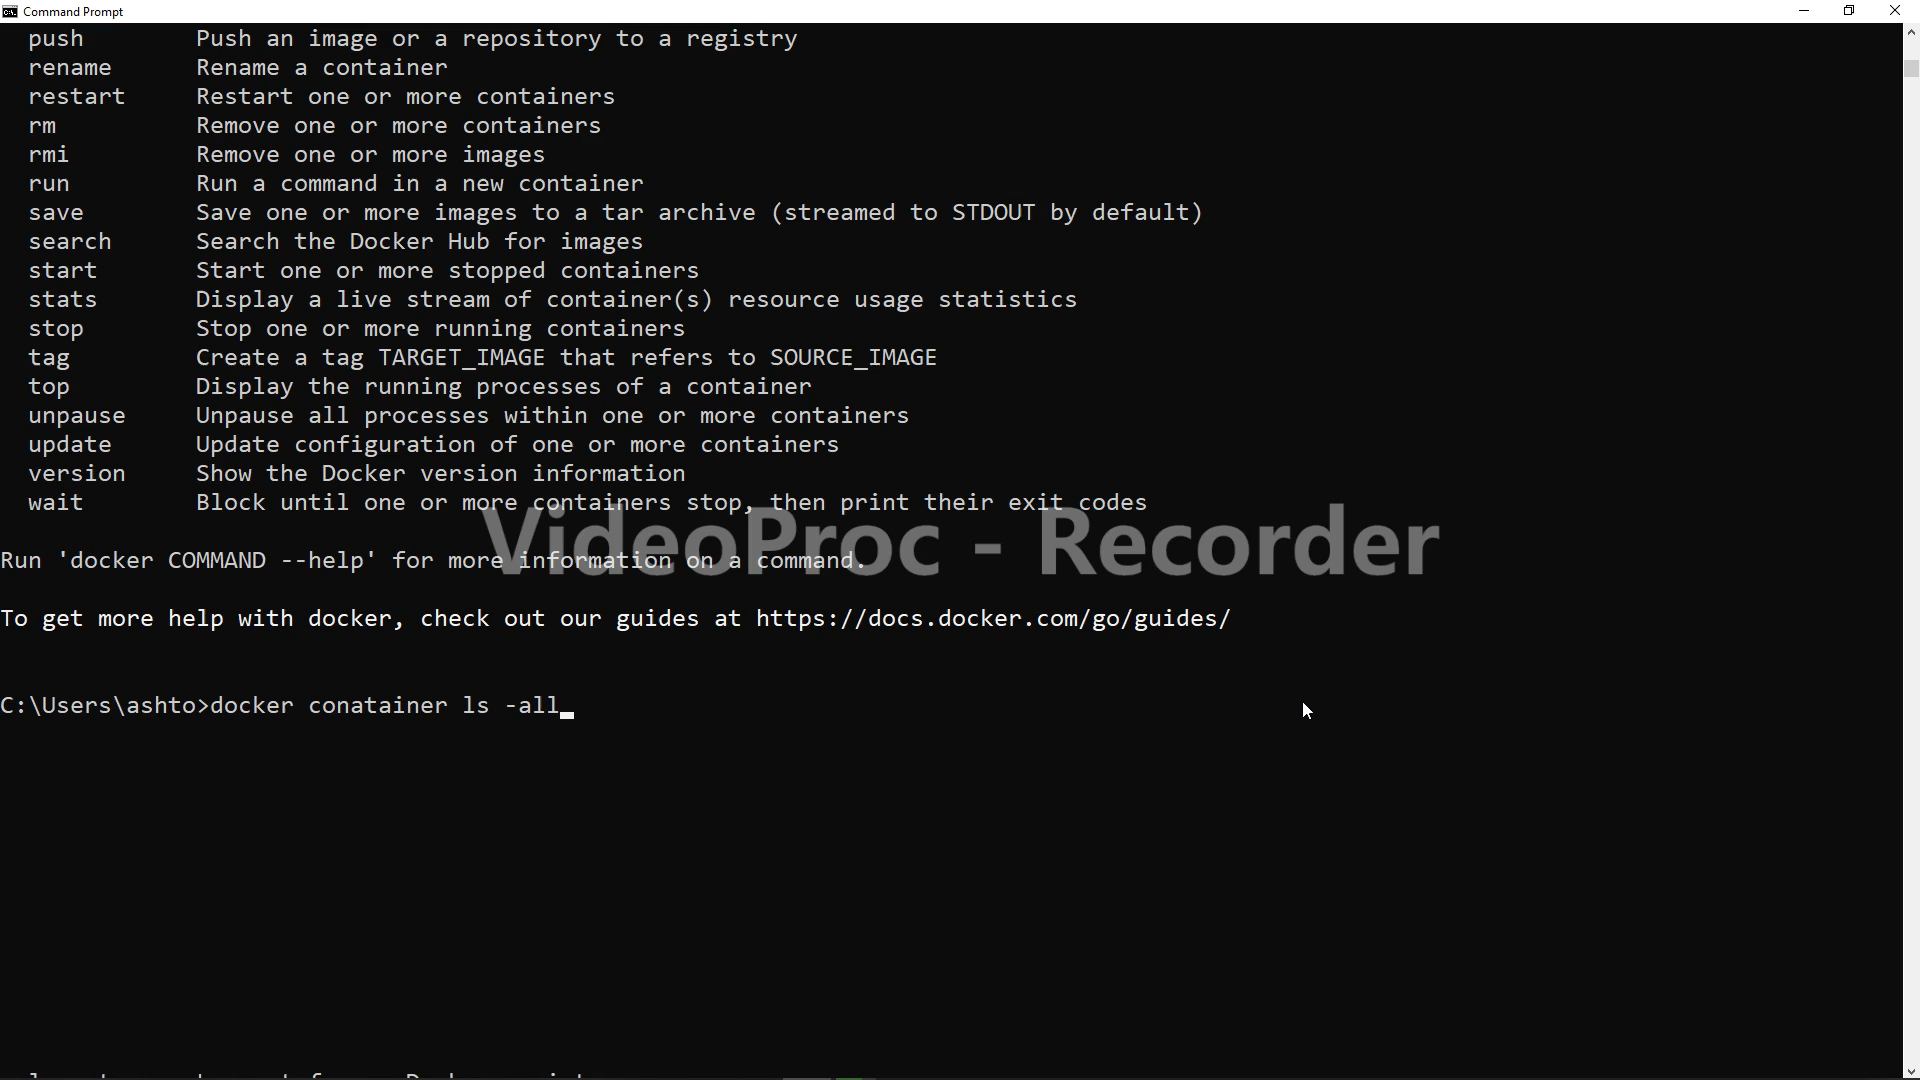 Command Prompt
push Push an image or a repository to a registry
rename Rename a container
restart Restart one or more containers
rm Remove one or more containers
rmi Remove one or more images
run Run a command in a new container
save Save one or more images to a tar archive (streamed to STDOUT by default)
search Search the Docker Hub for images
start Start one or more stopped containers
stats Display a live stream of container(s) resource usage statistics
stop Stop one or more running containers
tag Create a tag TARGET_IMAGE that refers to SOURCE_IMAGE
top Display the running processes of a container
unpause Unpause all processes within one or more containers
update Update configuration of one or more containers
version Show the Docker version information
wait Block until one or more containers stop, then print their exit codes
VideoProc - Recorder
Run 'docker COMMAND --help' for more information on a command.
To get more help with docker, check out our guides at https://docs.docker.com/go/guides/
C:\Users\ashto>docker conatainer ls -all